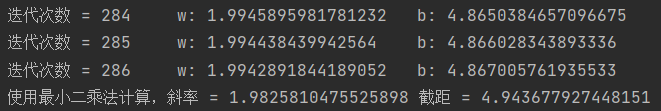 迭代次数 = 284     w: 1.9945895981781232   b: 4.8650384657096675
迭代次数 = 285     w: 1.994438439942564   b: 4.866028343893336
迭代次数 = 286     w: 1.9942891844189052   b: 4.867005761935533
使用最小二乘法计算，斜率 = 1.9825810475525898 截距 = 4.943677927448151